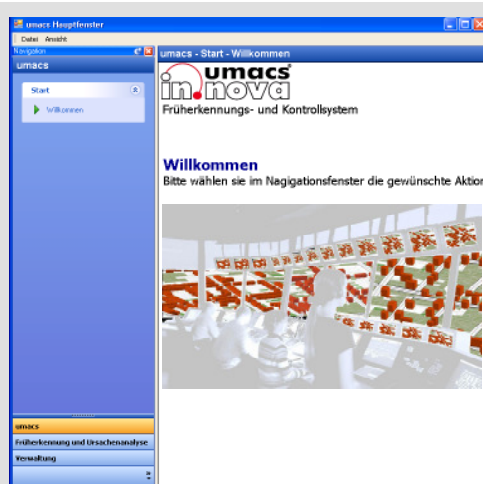 umacs Hauptfenster
Datei Ansicht
Navigation
umacs - Start - Willkommen
umacs
Start
Willkommen
umacs
in.nova
Früherkennungs- und Kontrollsystem
Willkommen
Bitte wählen sie im Nagigationsfenster die gewünschte Aktion
umacs
Früherkennung und Ursachenanalyse
Verwaltung